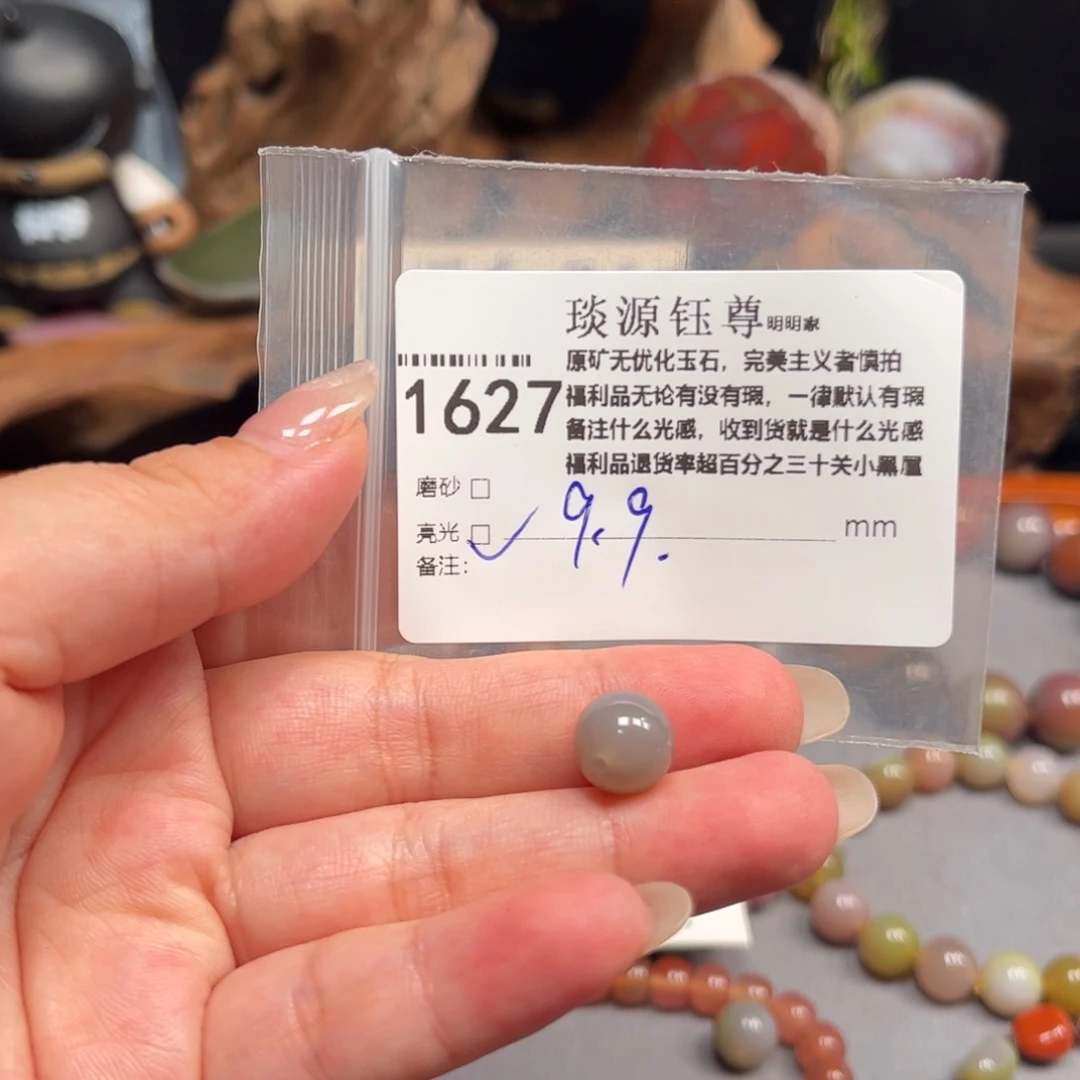 琰源钰尊明明家
原矿无优化玉石，完美主义者慎拍
1627
福利品无论有没有瑕，一律默认有瑕
备注什么光感，收到货就是什么光感
福利品退货率超百分之三十关小黑屋
磨砂 □
亮光 □ ✓ 9.9. mm
备注：